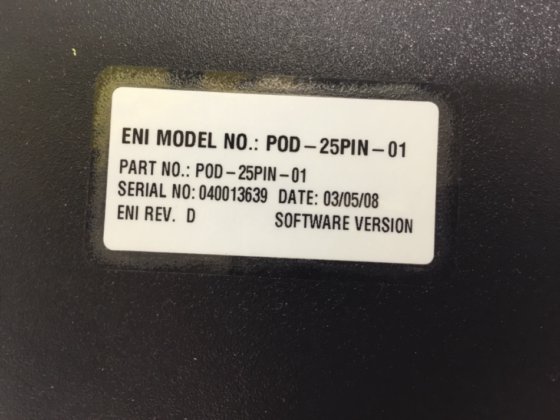 ENI MODEL NO.: POD-25PIN-01
PART NO.: POD-25PIN-01
SERIAL NO: 040013639 DATE: 03/05/08
ENI REV. D SOFTWARE VERSION